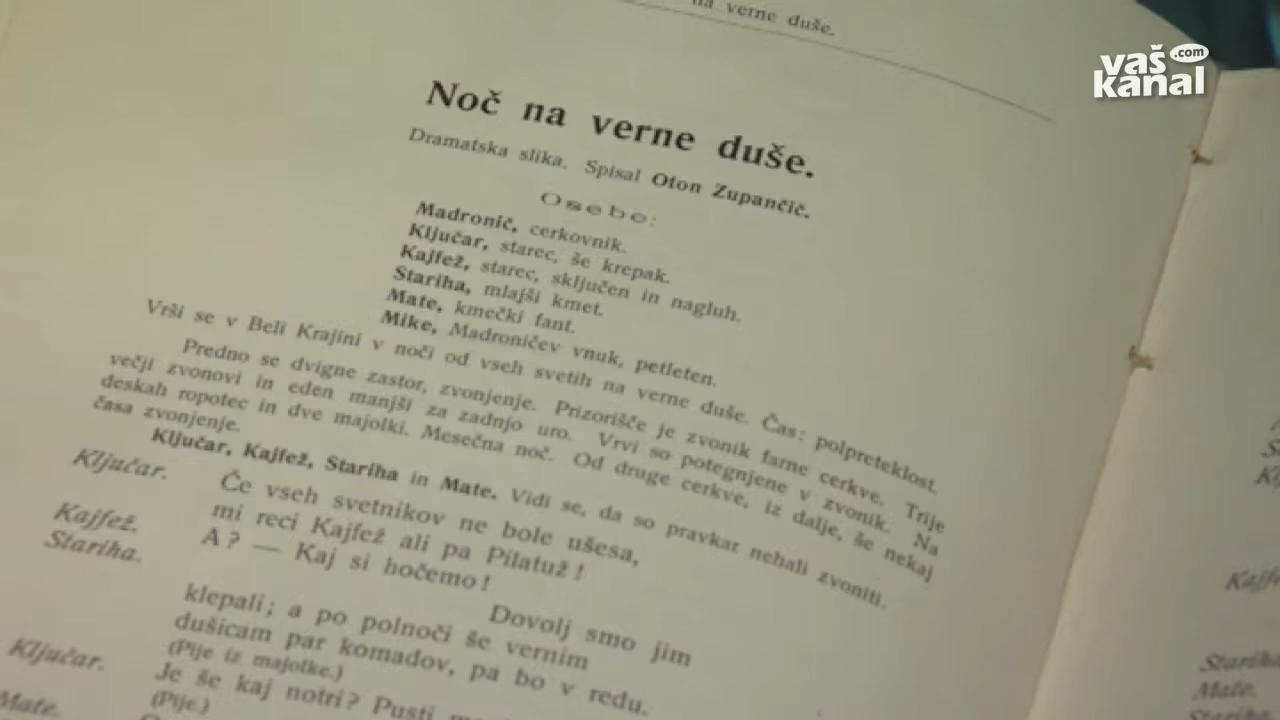 na verne duše.
vaš
.com
kanal
Noč na verne duše.
Dramatska slika. Spisal Oton Zupančič.
Osebe:
Madronič, cerkovnik.
Ključar, starec, še krepak.
Kajfež, starec, sključen in nagluh.
Stariha, mlajši kmet.
Mate, kmečki fant.
Mike, Madroničev vnuk, petleten.
Vrši se v Beli Krajini v noči od vseh svetih na verne duše. Čas: polpreteklost.
Predno se dvigne zastor, zvonjenje. Prizorišče je zvonik farne cerkve. Trije
večji zvonovi in eden manjši za zadnjo uro. Vrvi so potegnjene v zvonik. Na
deskah ropotec in dve majolki. Mesečna noč. Od druge cerkve, iz dalje, še nekaj
časa zvonjenje.
Ključar, Kajfež, Stariha in Mate. Vidi se, da so pravkar nehali zvoniti.
Ključar. Če vseh svetnikov ne bole ušesa,
mi reci Kajfež ali pa Pilatuž!
Kajfež. A? — Kaj si hočemo!
Stariha. Dovolj smo jim
klepali; a po polnoči še vernim
dušicam par komadov, pa bo v redu.
(Pije iz majolke.)
Ključar. Je še kaj notri? Pusti
(Pije.)
Mate.
Kajfe
Stariha
Mate.